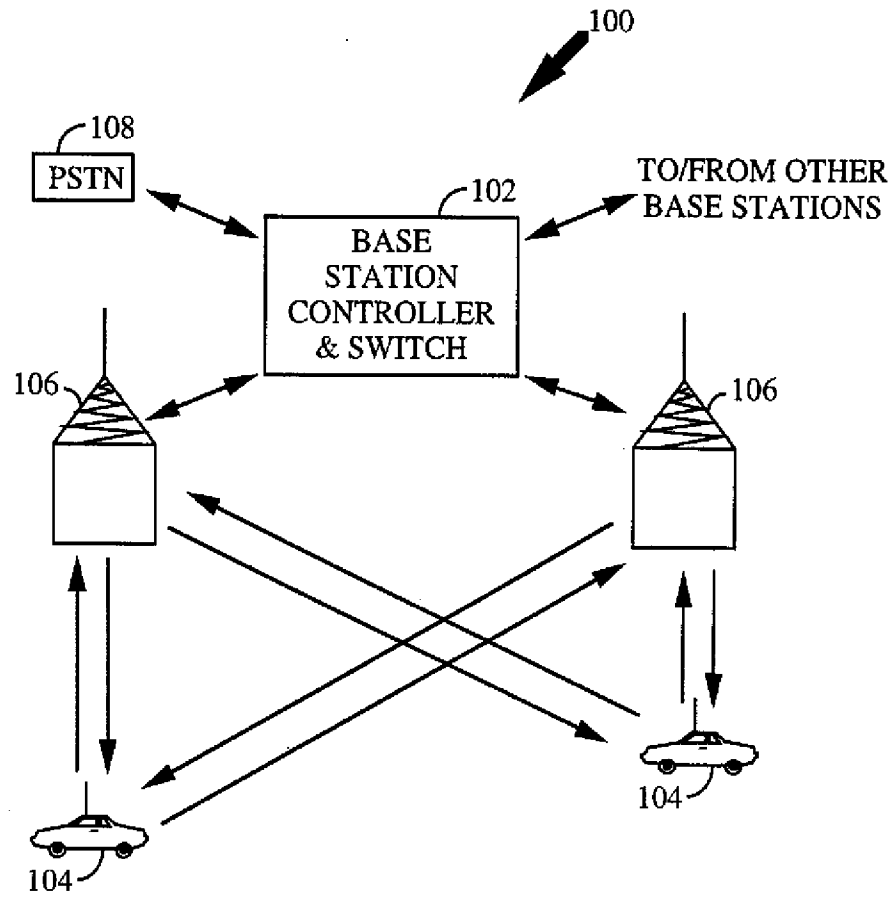 100
108
PSTN
102
TO/FROM OTHER
BASE STATIONS
BASE
STATION
CONTROLLER
& SWITCH
106
106
104
104